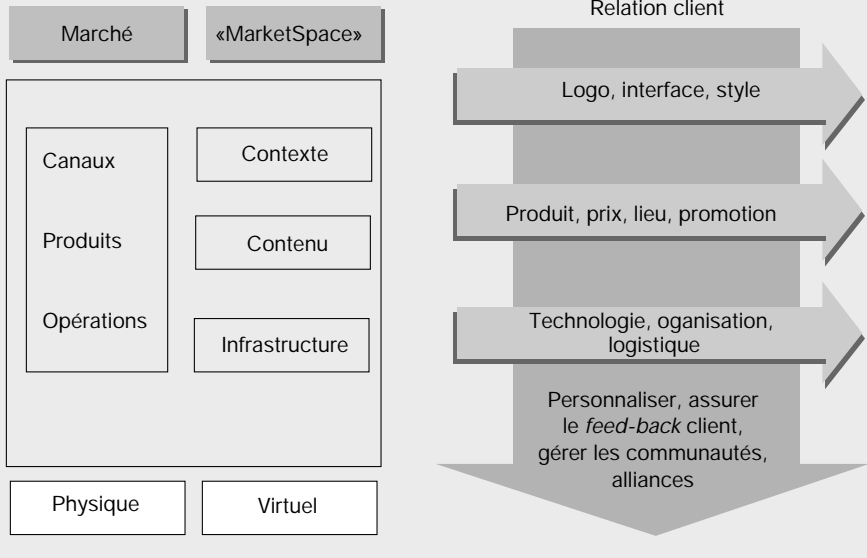 Relation client
Marché
«MarketSpace»
Logo, interface, style
Canaux
Contexte
Produit, prix, lieu, promotion
Produits
Contenu
Opérations
Infrastructure
Technologie, oganisation,
logistique
Personnaliser, assurer
le feed-back client,
gérer les communautés,
alliances
Physique
Virtuel